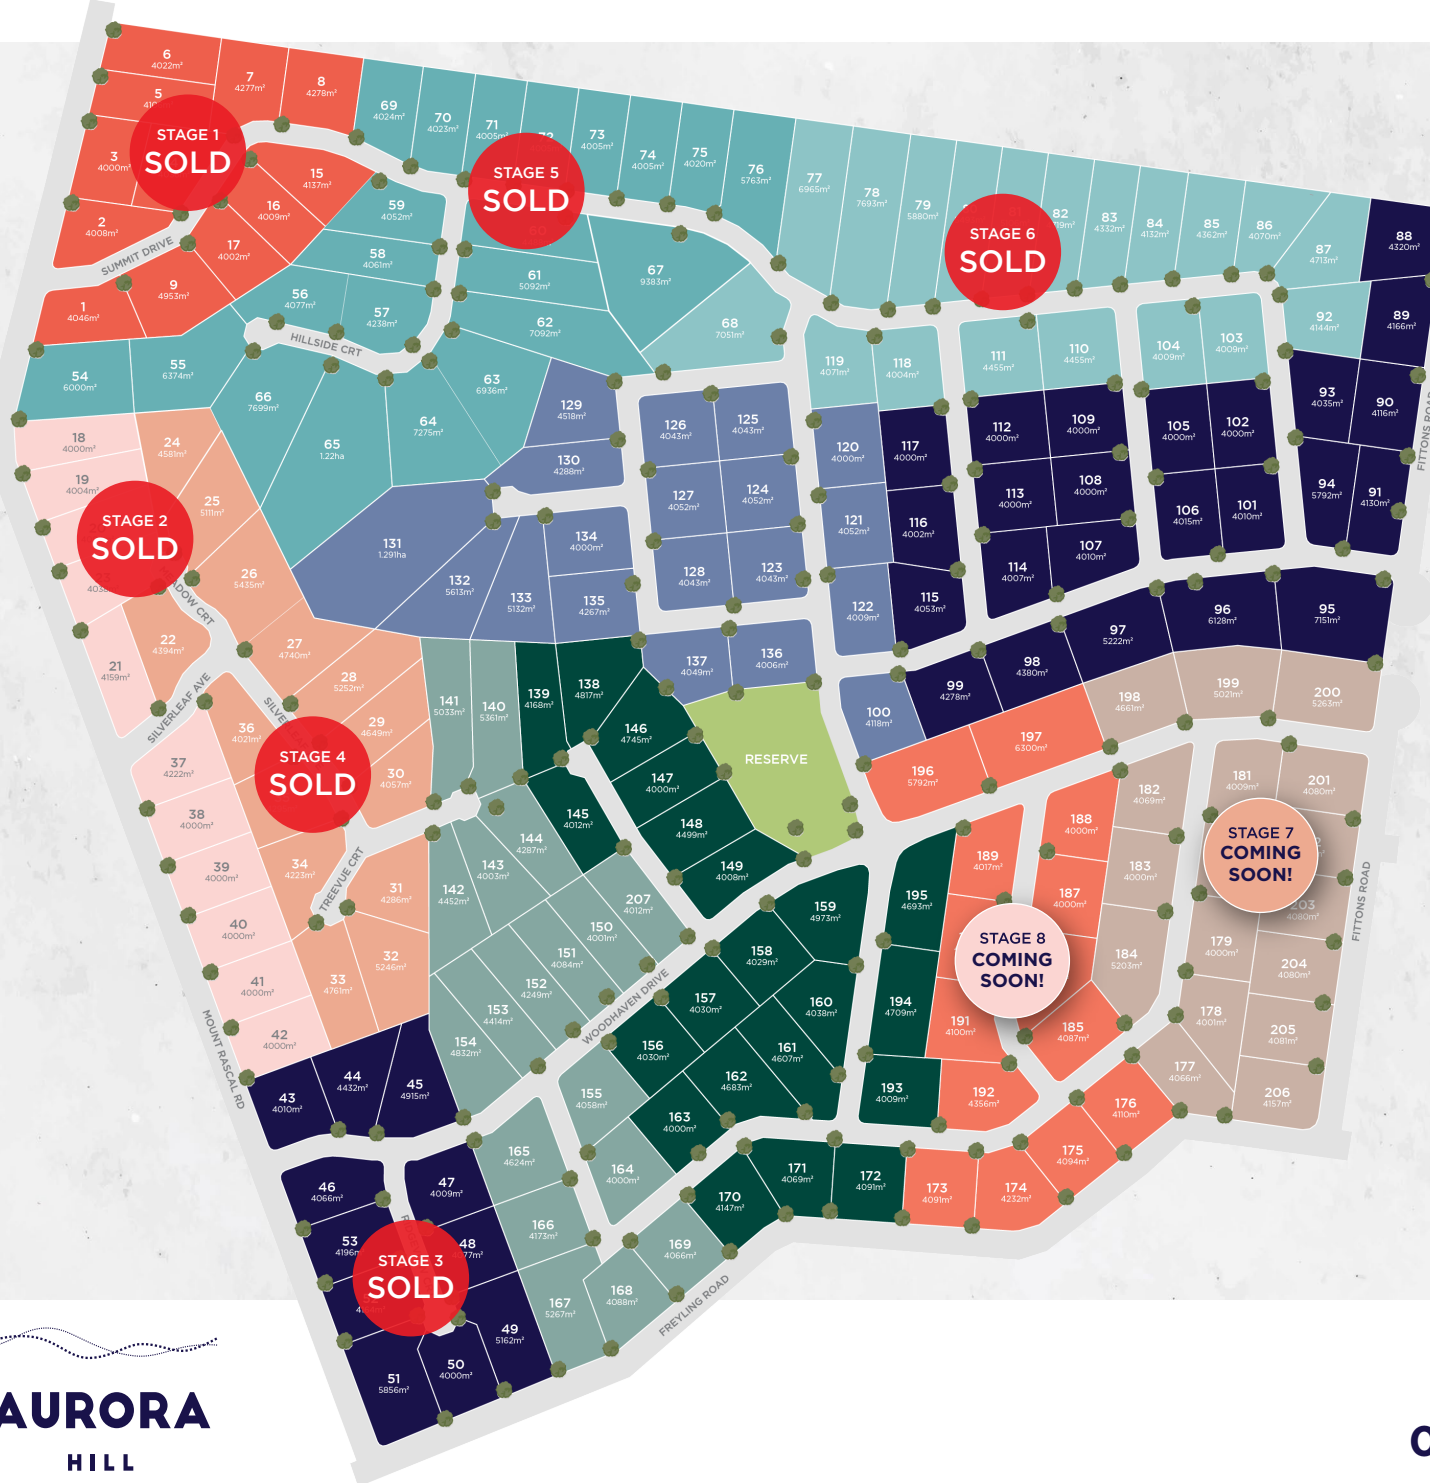 6
4022m²
7
4277m²
8
4278m²
5
69
4024m²
70
4023m²
71
4005m²
73
4005m²
74
4005m²
75
4020m²
76
5763m²
77
6965m²
78
7693m²
79
5880m²
82
83
4332m²
84
4132m²
85
4362m²
86
4070m²
87
4713m²
88
4320m²
STAGE 1
SOLD
STAGE 5
SOLD
STAGE 6
SOLD
3
4000m²
15
4137m²
16
4009m²
2
4008m²
17
4002m²
SUMMIT DRIVE
9
4953m²
1
4046m²
59
4052m²
58
4061m²
56
4077m²
57
4238m²
HILLSIDE CRT
60
61
5092m²
62
7092m²
67
9383m²
68
7051m²
54
6000m²
55
6374m²
66
7699m²
65
1.22ha
64
7275m²
63
6936m²
119
4071m²
118
4004m²
111
4455m²
110
4455m²
104
4009m²
103
4009m²
92
4144m²
89
4166m²
93
4035m²
90
4116m²
FITTONS ROAD
94
5792m²
91
4130m²
129
4518m²
130
4288m²
126
4043m²
125
4043m²
127
4052m²
124
4052m²
128
4043m²
123
4043m²
120
4000m²
117
4000m²
121
4052m²
116
4002m²
122
4009m²
115
4053m²
112
4000m²
109
4000m²
113
4000m²
108
4000m²
114
4007m²
107
4010m²
105
4000m²
102
4000m²
106
4015m²
101
4010m²
18
4000m²
19
4004m²
24
4581m²
25
5111m²
STAGE 2
SOLD
23
26
5435m²
MEADOW CRT
22
4394m²
21
4159m²
SILVERLEAF AVE
27
4740m²
28
5252m²
29
4649m²
30
4057m²
36
4021m²
STAGE 4
SOLD
131
1.291ha
132
5613m²
133
5132m²
134
4000m²
135
4267m²
137
4049m²
136
4006m²
RESERVE
141
5033m²
140
5361m²
139
4168m²
138
4817m²
146
4745m²
147
4000m²
148
4499m²
149
4008m²
145
4012m²
144
4287m²
143
4003m²
142
4452m²
100
4118m²
99
4278m²
98
4380m²
97
5222m²
96
6128m²
95
7151m²
198
4661m²
199
5021m²
200
5263m²
197
6300m²
196
5792m²
37
4222m²
38
4000m²
39
4000m²
40
4000m²
41
4000m²
42
4000m²
MOUNT RASCAL RD
34
4223m²
TREEVUE CRT
31
4286m²
32
5246m²
33
4761m²
207
4012m²
150
4001m²
151
4084m²
152
4249m²
153
4414m²
154
4832m²
WOODHAVEN DRIVE
159
4973m²
158
4029m²
157
4030m²
160
4038m²
156
4030m²
161
4607m²
162
4683m²
163
4000m²
155
4058m²
164
4000m²
195
4693m²
194
4709m²
193
4009m²
189
4017m²
188
4000m²
187
4000m²
STAGE 8
COMING
SOON!
191
4100m²
192
4356m²
185
4087m²
182
4069m²
183
4000m²
184
5203m²
181
4009m²
201
4080m²
STAGE 7
COMING
SOON!
203
4080m²
179
4000m²
204
4080m²
178
4001m²
205
4081m²
177
4066m²
206
4157m²
FITTONS ROAD
176
4110m²
175
4094m²
174
4232m²
173
4091m²
172
4091m²
171
4069m²
170
4147m²
169
4066m²
168
4088m²
167
5267m²
166
4173m²
165
4624m²
FREYLING ROAD
43
4010m²
44
4432m²
45
4915m²
46
4066m²
47
4009m²
53
48
STAGE 3
SOLD
49
5162m²
50
4000m²
51
5856m²
AURORA
HILL